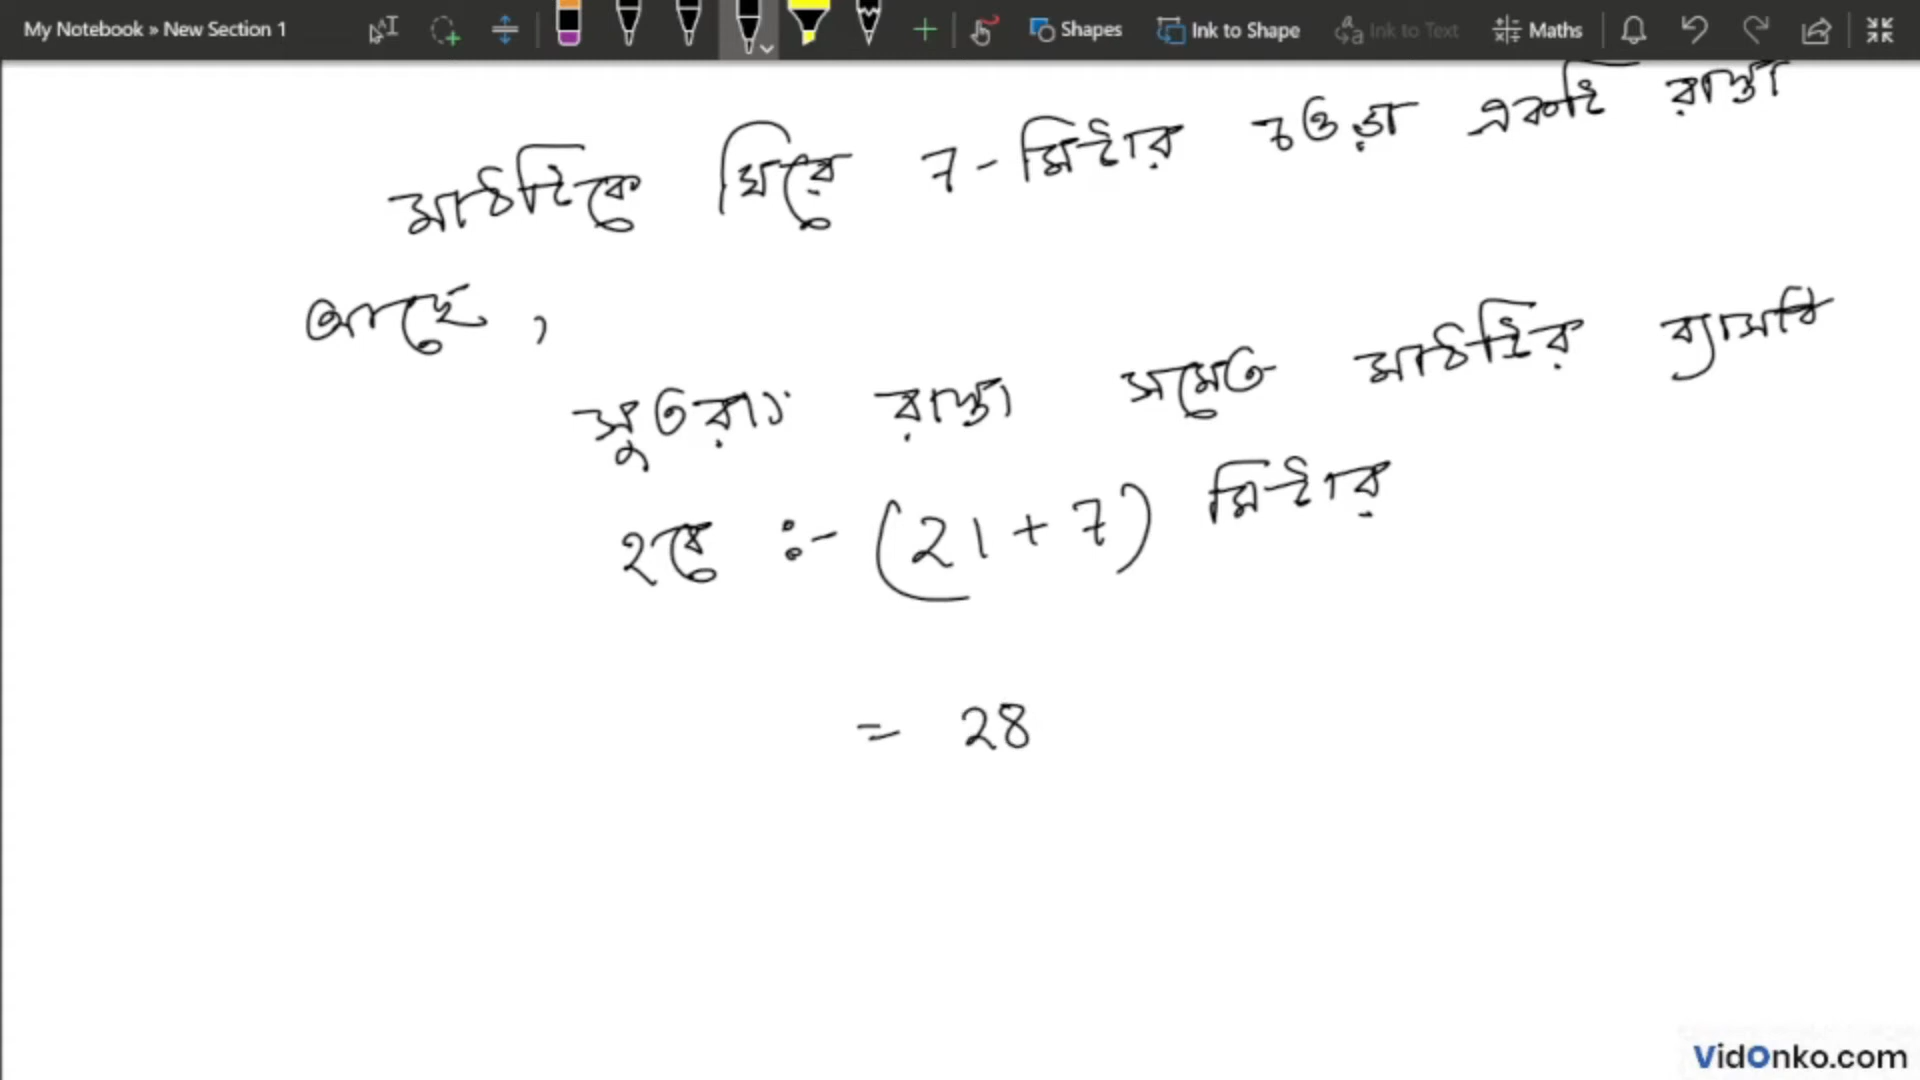 My Notebook » New Section 1 Shapes Ink to Shape Ink to Text Maths
মাঠটিকে ঘিরে 7-মিটার চওড়া একটি রাস্তা
আছে,
সুতরাং রাস্তা সমেত মাঠটির ব্যাসার্ধ
হবে :- (21+7) মিটার
= 28
VidOnko.com